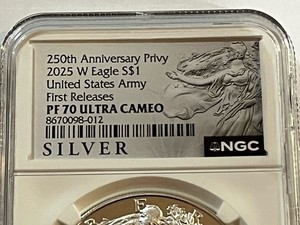 250th Anniversary Privy
2025 W Eagle S$1
United States Army
First Releases
PF 70 ULTRA CAMEO
8670098-012
SILVER
NGC